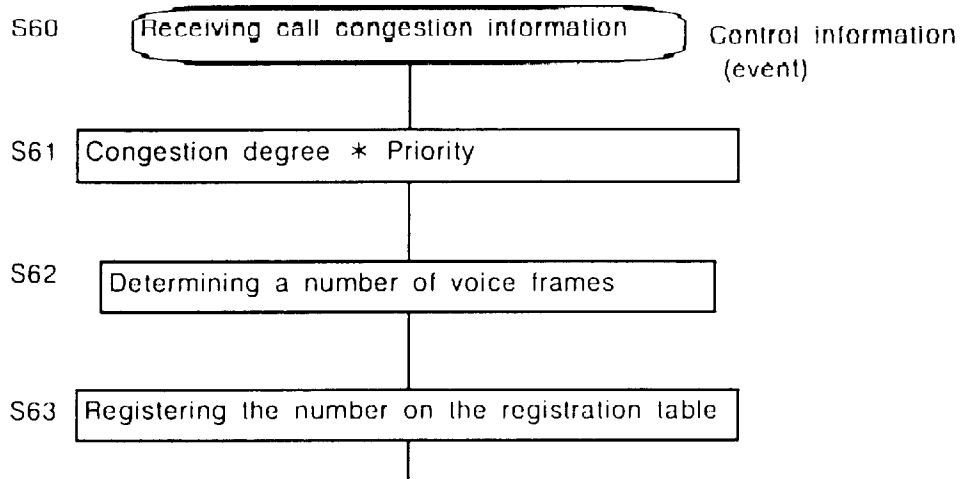 S60 Receiving call congestion information Control information
(event)
S61 Congestion degree * Priority
S62 Determining a number of voice frames
S63 Registering the number on the registration table